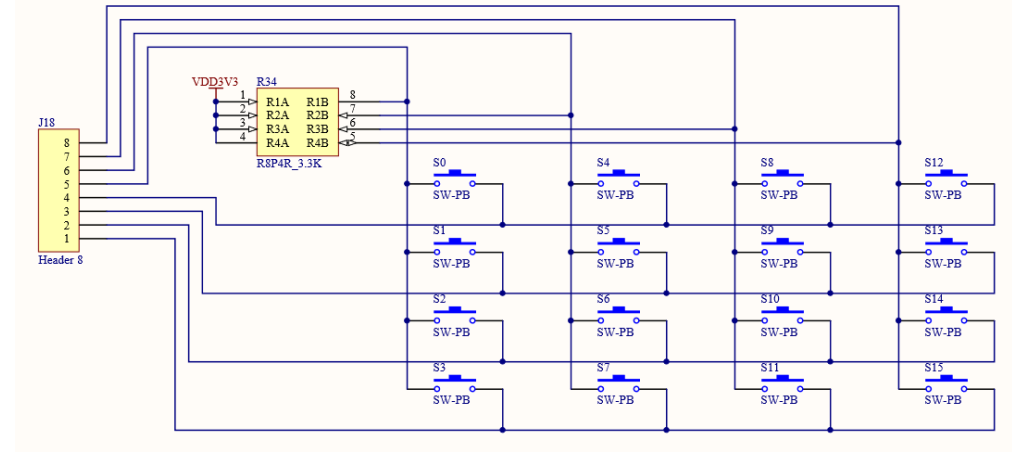 VDD3V3
R34
1 R1A R1B 8
2 R2A R2B 7
3 R3A R3B 6
4 R4A R4B 5
R8P4R_3.3K
J18
8
7
6
5
4
3
2
1
Header 8
S0 S4 S8 S12
SW-PB SW-PB SW-PB SW-PB
S1 S5 S9 S13
SW-PB SW-PB SW-PB SW-PB
S2 S6 S10 S14
SW-PB SW-PB SW-PB SW-PB
S3 S7 S11 S15
SW-PB SW-PB SW-PB SW-PB